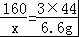 160/x = 3×44/6.6g